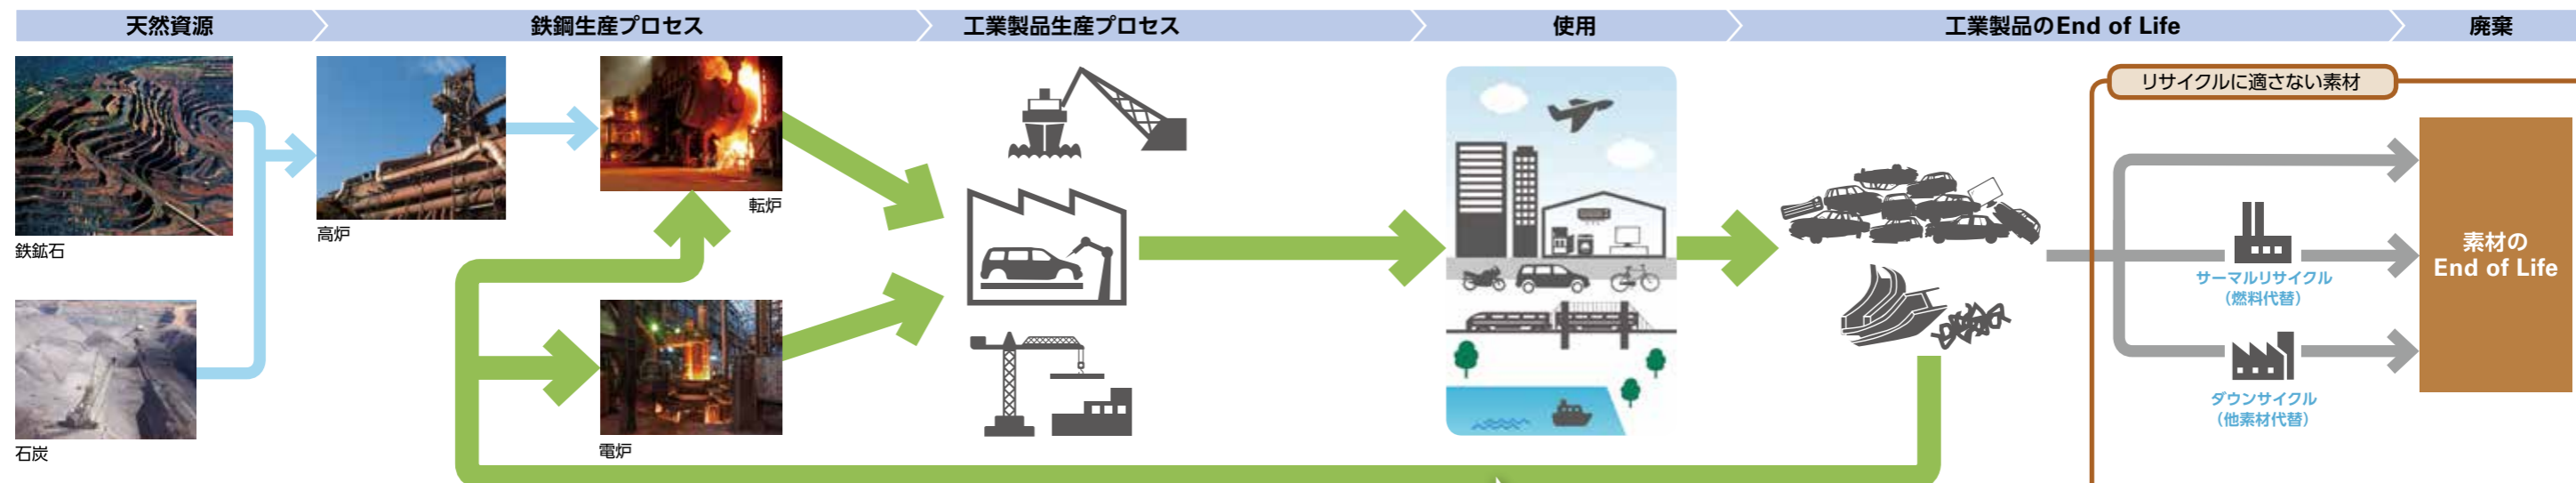 天然資源
鉄鋼生産プロセス
工業製品生産プロセス
使用
工業製品のEnd of Life
廃棄
リサイクルに適さない素材
鉄鉱石
高炉
転炉
石炭
電炉
サーマルリサイクル
（燃料代替）
ダウンサイクル
（他素材代替）
素材の
End of Life